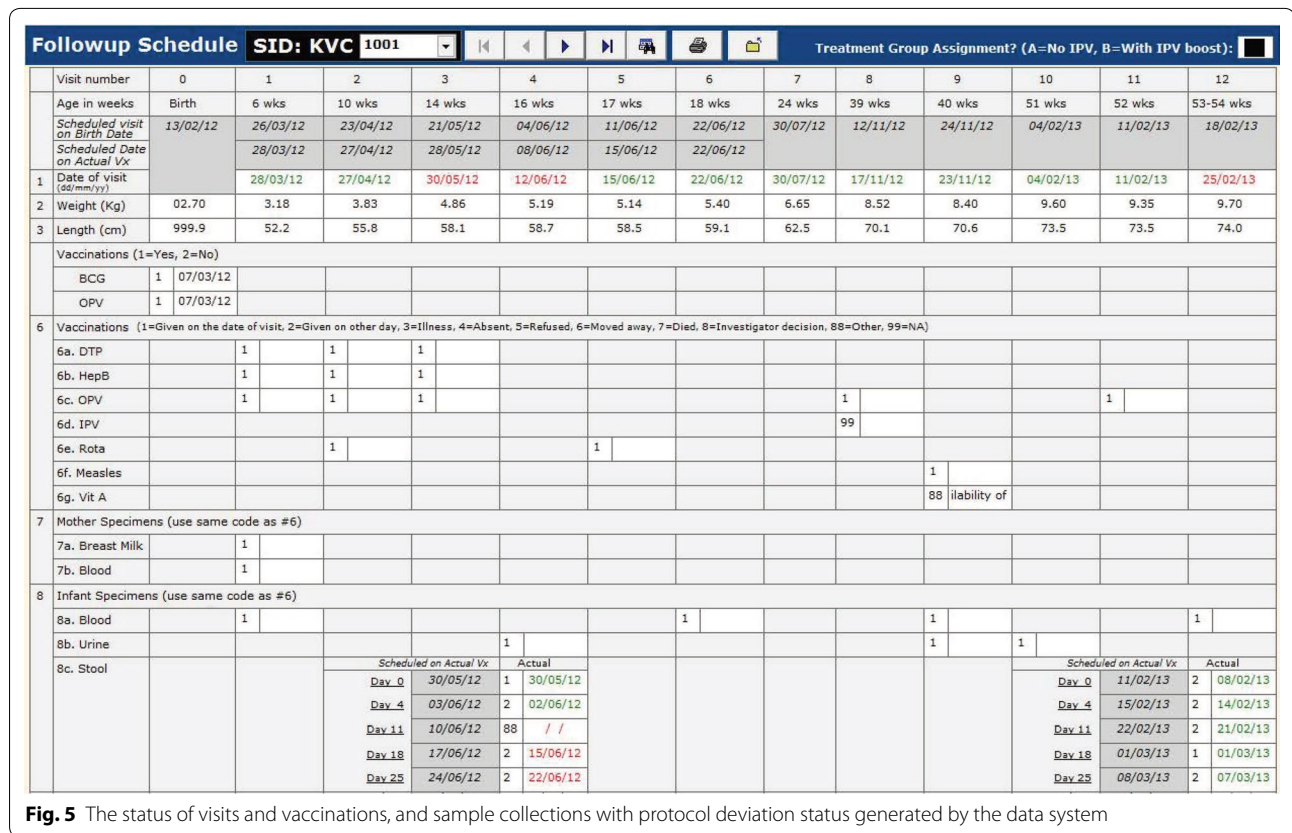 Followup Schedule SID: KVC 1001 Treatment Group Assignment? (A=No IPV, B=With IPV boost):
Visit number 0 1 2 3 4 5 6 7 8 9 10 11 12
Age in weeks Birth 6 wks 10 wks 14 wks 16 wks 17 wks 18 wks 24 wks 39 wks 40 wks 51 wks 52 wks 53-54 wks
Scheduled visit on Birth Date 13/02/12 26/03/12 23/04/12 21/05/12 04/06/12 11/06/12 22/06/12 30/07/12 12/11/12 24/11/12 04/02/13 11/02/13 18/02/13
Scheduled Date on Actual Vx 28/03/12 27/04/12 28/05/12 08/06/12 15/06/12 22/06/12
1 Date of visit (dd/mm/yy) 28/03/12 27/04/12 30/05/12 12/06/12 15/06/12 22/06/12 30/07/12 17/11/12 23/11/12 04/02/13 11/02/13 25/02/13
2 Weight (Kg) 02.70 3.18 3.83 4.86 5.19 5.14 5.40 6.65 8.52 8.40 9.60 9.35 9.70
3 Length (cm) 999.9 52.2 55.8 58.1 58.7 58.5 59.1 62.5 70.1 70.6 73.5 73.5 74.0
Vaccinations (1=Yes, 2=No)
BCG 1 07/03/12
OPV 1 07/03/12
6 Vaccinations (1=Given on the date of visit, 2=Given on other day, 3=Illness, 4=Absent, 5=Refused, 6=Moved away, 7=Died, 8=Investigator decision, 88=Other, 99=NA)
6a. DTP 1 1 1
6b. HepB 1 1 1
6c. OPV 1 1 1 1 1
6d. IPV 99
6e. Rota 1 1
6f. Measles 1
6g. Vit A 88 ilability of
7 Mother Specimens (use same code as #6)
7a. Breast Milk 1
7b. Blood 1
8 Infant Specimens (use same code as #6)
8a. Blood 1 1 1 1
8b. Urine 1 1 1
8c. Stool Scheduled on Actual Vx Actual Scheduled on Actual Vx Actual
Day 0 30/05/12 1 30/05/12 Day 0 11/02/13 2 08/02/13
Day 4 03/06/12 2 02/06/12 Day 4 15/02/13 2 14/02/13
Day 11 10/06/12 88 / / Day 11 22/02/13 2 21/02/13
Day 18 17/06/12 2 15/06/12 Day 18 01/03/13 1 01/03/13
Day 25 24/06/12 2 22/06/12 Day 25 08/03/13 2 07/03/13
Fig. 5 The status of visits and vaccinations, and sample collections with protocol deviation status generated by the data system